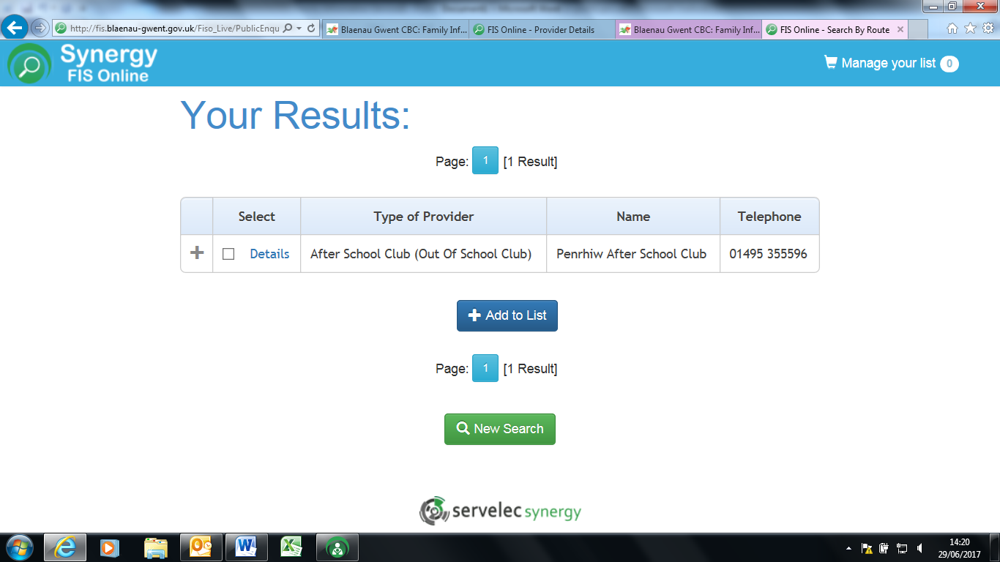 http://fis.blaenau-gwent.gov.uk/Fiso_Live/PublicEnqu
Blaenau Gwent CBC: Family Inf...
FIS Online - Provider Details
Blaenau Gwent CBC: Family Inf...
FIS Online - Search By Route
Synergy
FIS Online
Manage your list 0
Your Results:
Page: 1 [1 Result]
Select Type of Provider Name Telephone
Details After School Club (Out Of School Club) Penrhiw After School Club 01495 355596
Add to List
Page: 1 [1 Result]
New Search
servelec synergy
14:20
29/06/2017